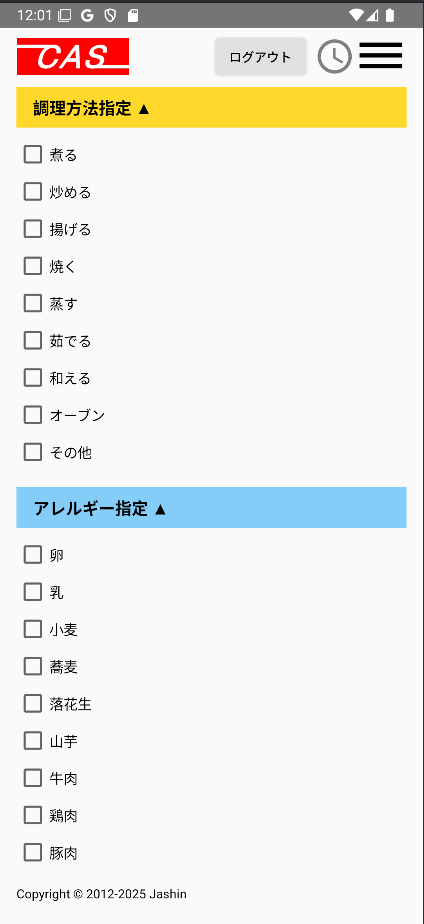 12:01
CAS
ログアウト
調理方法指定 ▲
煮る
炒める
揚げる
焼く
蒸す
茹でる
和える
オーブン
その他
アレルギー指定 ▲
卵
乳
小麦
蕎麦
落花生
山芋
牛肉
鶏肉
豚肉
Copyright © 2012-2025 Jashin